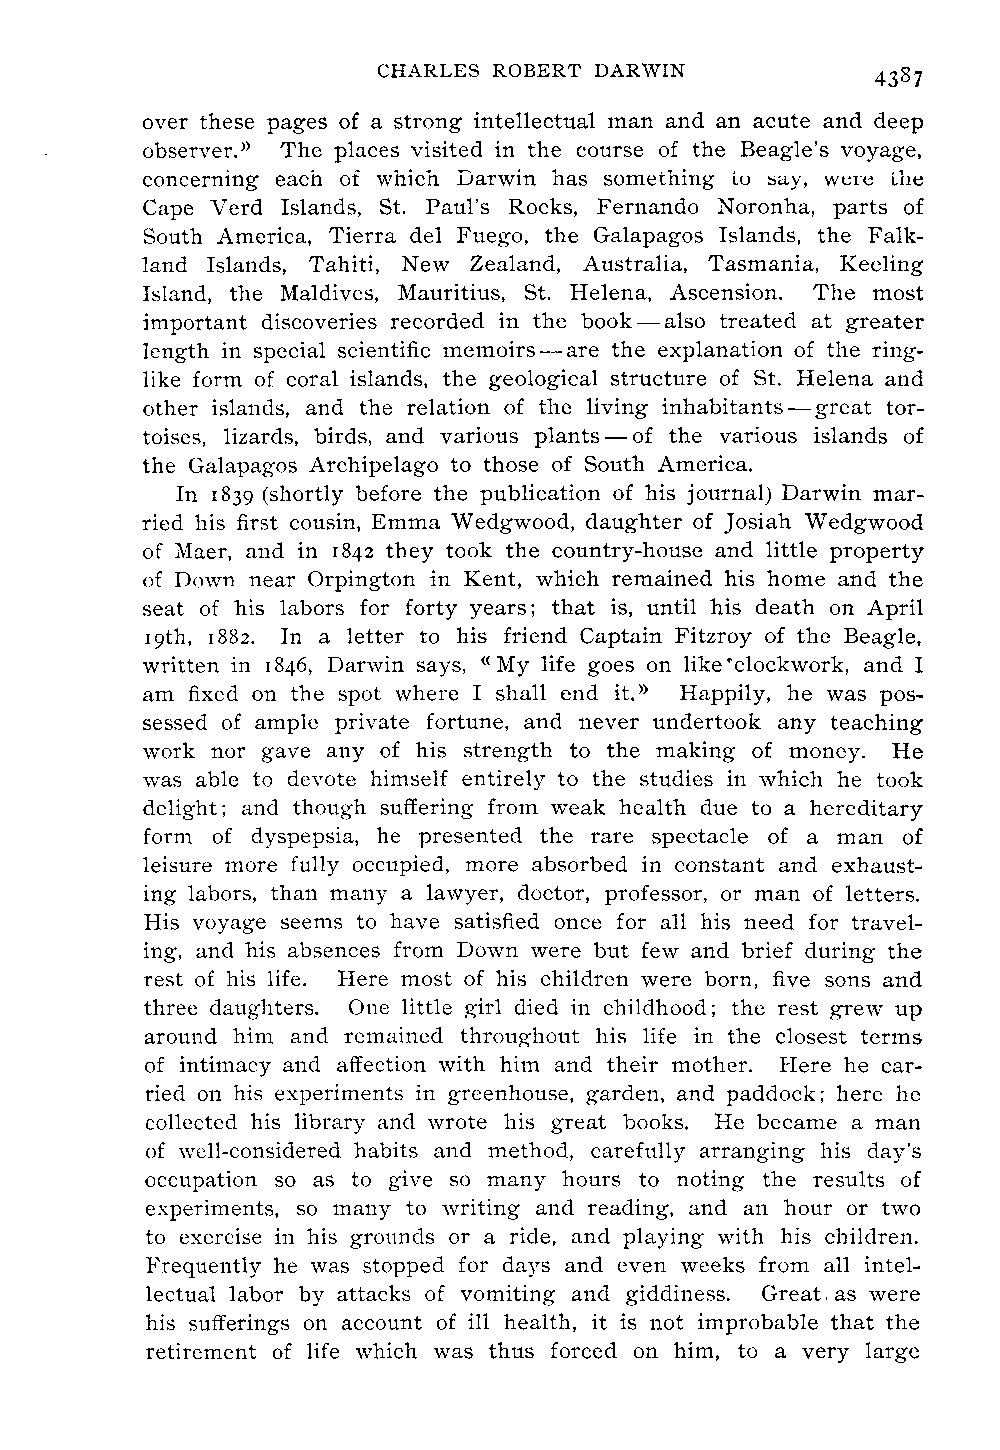 CHARLES ROBERT DARWIN 4387
over these pages of a strong intellectual man and an acute and deep
observer.» The places visited in the course of the Beagle's voyage,
concerning each of which Darwin has something to say, were the
Cape Verd Islands, St. Paul's Rocks, Fernando Noronha, parts of
South America, Tierra del Fuego, the Galapagos Islands, the Falk-
land Islands, Tahiti, New Zealand, Australia, Tasmania, Keeling
Island, the Maldives, Mauritius, St. Helena, Ascension. The most
important discoveries recorded in the book—also treated at greater
length in special scientific memoirs—are the explanation of the ring-
like form of coral islands, the geological structure of St. Helena and
other islands, and the relation of the living inhabitants—great tor-
toises, lizards, birds, and various plants—of the various islands of
the Galapagos Archipelago to those of South America.
In 1839 (shortly before the publication of his journal) Darwin mar-
ried his first cousin, Emma Wedgwood, daughter of Josiah Wedgwood
of Maer, and in 1842 they took the country-house and little property
of Down near Orpington in Kent, which remained his home and the
seat of his labors for forty years; that is, until his death on April
19th, 1882. In a letter to his friend Captain Fitzroy of the Beagle,
written in 1846, Darwin says, «My life goes on like clockwork, and I
am fixed on the spot where I shall end it.» Happily, he was pos-
sessed of ample private fortune, and never undertook any teaching
work nor gave any of his strength to the making of money. He
was able to devote himself entirely to the studies in which he took
delight; and though suffering from weak health due to a hereditary
form of dyspepsia, he presented the rare spectacle of a man of
leisure more fully occupied, more absorbed in constant and exhaust-
ing labors, than many a lawyer, doctor, professor, or man of letters.
His voyage seems to have satisfied once for all his need for travel-
ing, and his absences from Down were but few and brief during the
rest of his life. Here most of his children were born, five sons and
three daughters. One little girl died in childhood; the rest grew up
around him and remained throughout his life in the closest terms
of intimacy and affection with him and their mother. Here he car-
ried on his experiments in greenhouse, garden, and paddock; here he
collected his library and wrote his great books. He became a man
of well-considered habits and method, carefully arranging his day's
occupation so as to give so many hours to noting the results of
experiments, so many to writing and reading, and an hour or two
to exercise in his grounds or a ride, and playing with his children.
Frequently he was stopped for days and even weeks from all intel-
lectual labor by attacks of vomiting and giddiness. Great as were
his sufferings on account of ill health, it is not improbable that the
retirement of life which was thus forced on him, to a very large